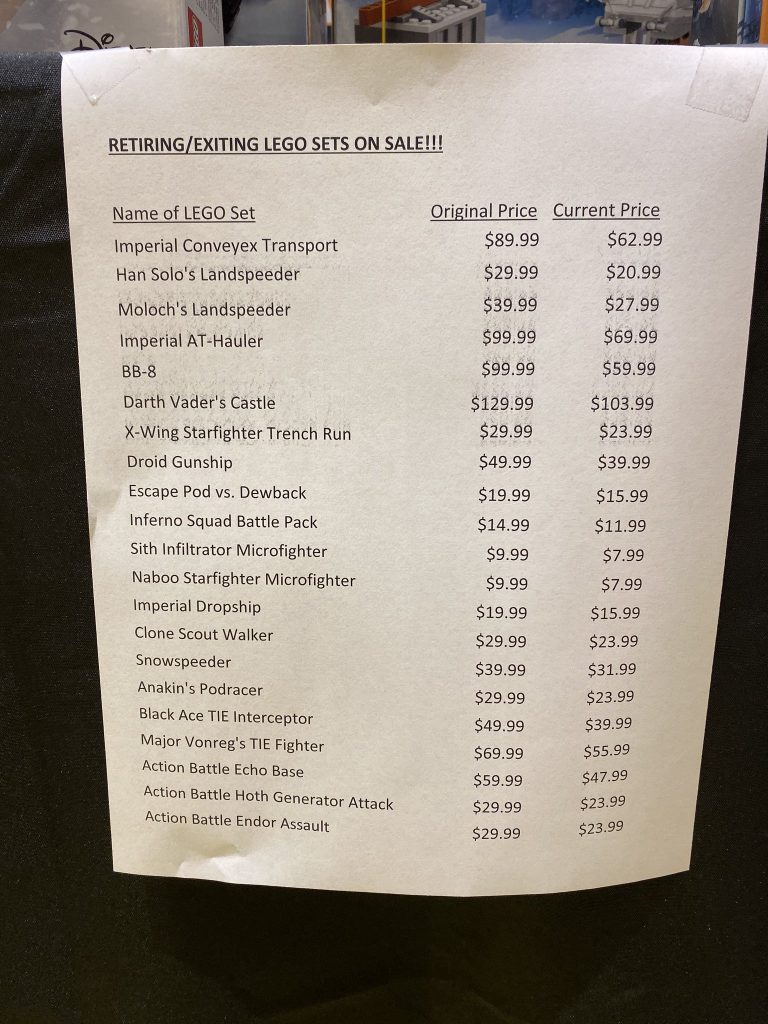 Di
RETIRING/EXITING LEGO SETS ON SALE!!!
Name of LEGO Set Original Price Current Price
Imperial Conveyex Transport $89.99 $62.99
Han Solo's Landspeeder $29.99 $20.99
Moloch's Landspeeder $39.99 $27.99
Imperial AT-Hauler $99.99 $69.99
BB-8 $99.99 $59.99
Darth Vader's Castle $129.99 $103.99
X-Wing Starfighter Trench Run $29.99 $23.99
Droid Gunship $49.99 $39.99
Escape Pod vs. Dewback $19.99 $15.99
Inferno Squad Battle Pack $14.99 $11.99
Sith Infiltrator Microfighter $9.99 $7.99
Naboo Starfighter Microfighter $9.99 $7.99
Imperial Dropship $19.99 $15.99
Clone Scout Walker $29.99 $23.99
Snowspeeder $39.99 $31.99
Anakin's Podracer $29.99 $23.99
Black Ace TIE Interceptor $49.99 $39.99
Major Vonreg's TIE Fighter $69.99 $55.99
Action Battle Echo Base $59.99 $47.99
Action Battle Hoth Generator Attack $29.99 $23.99
Action Battle Endor Assault $29.99 $23.99